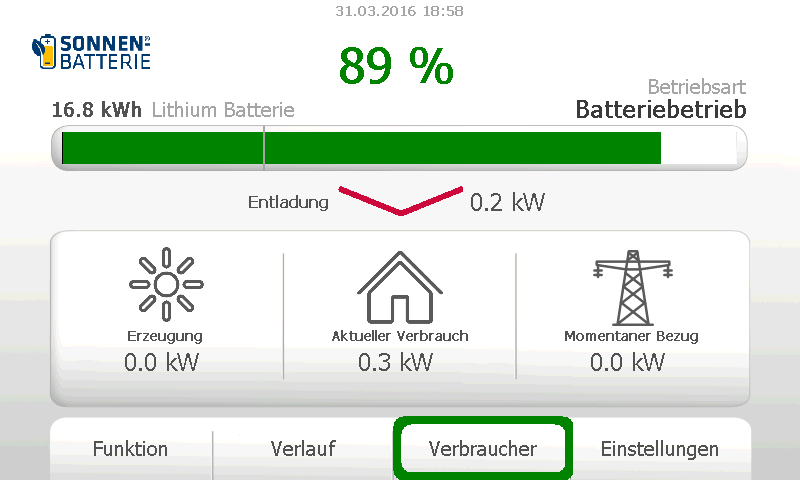 31.03.2016 18:58
SONNEN®
BATTERIE
89 %
Betriebsart
16.8 kWh Lithium Batterie
Batteriebetrieb
Entladung
0.2 kW
Erzeugung
0.0 kW
Aktueller Verbrauch
0.3 kW
Momentaner Bezug
0.0 kW
Funktion
Verlauf
Verbraucher
Einstellungen